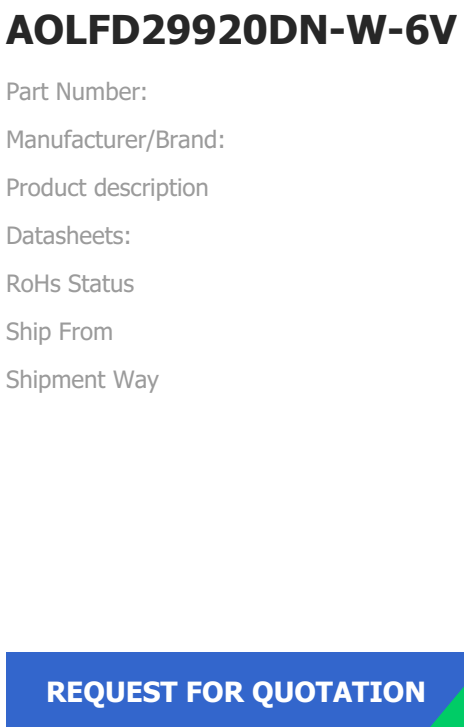 AOLFD29920DN-W-6V
Part Number:
Manufacturer/Brand:
Product description
Datasheets:
RoHs Status
Ship From
Shipment Way
REQUEST FOR QUOTATION